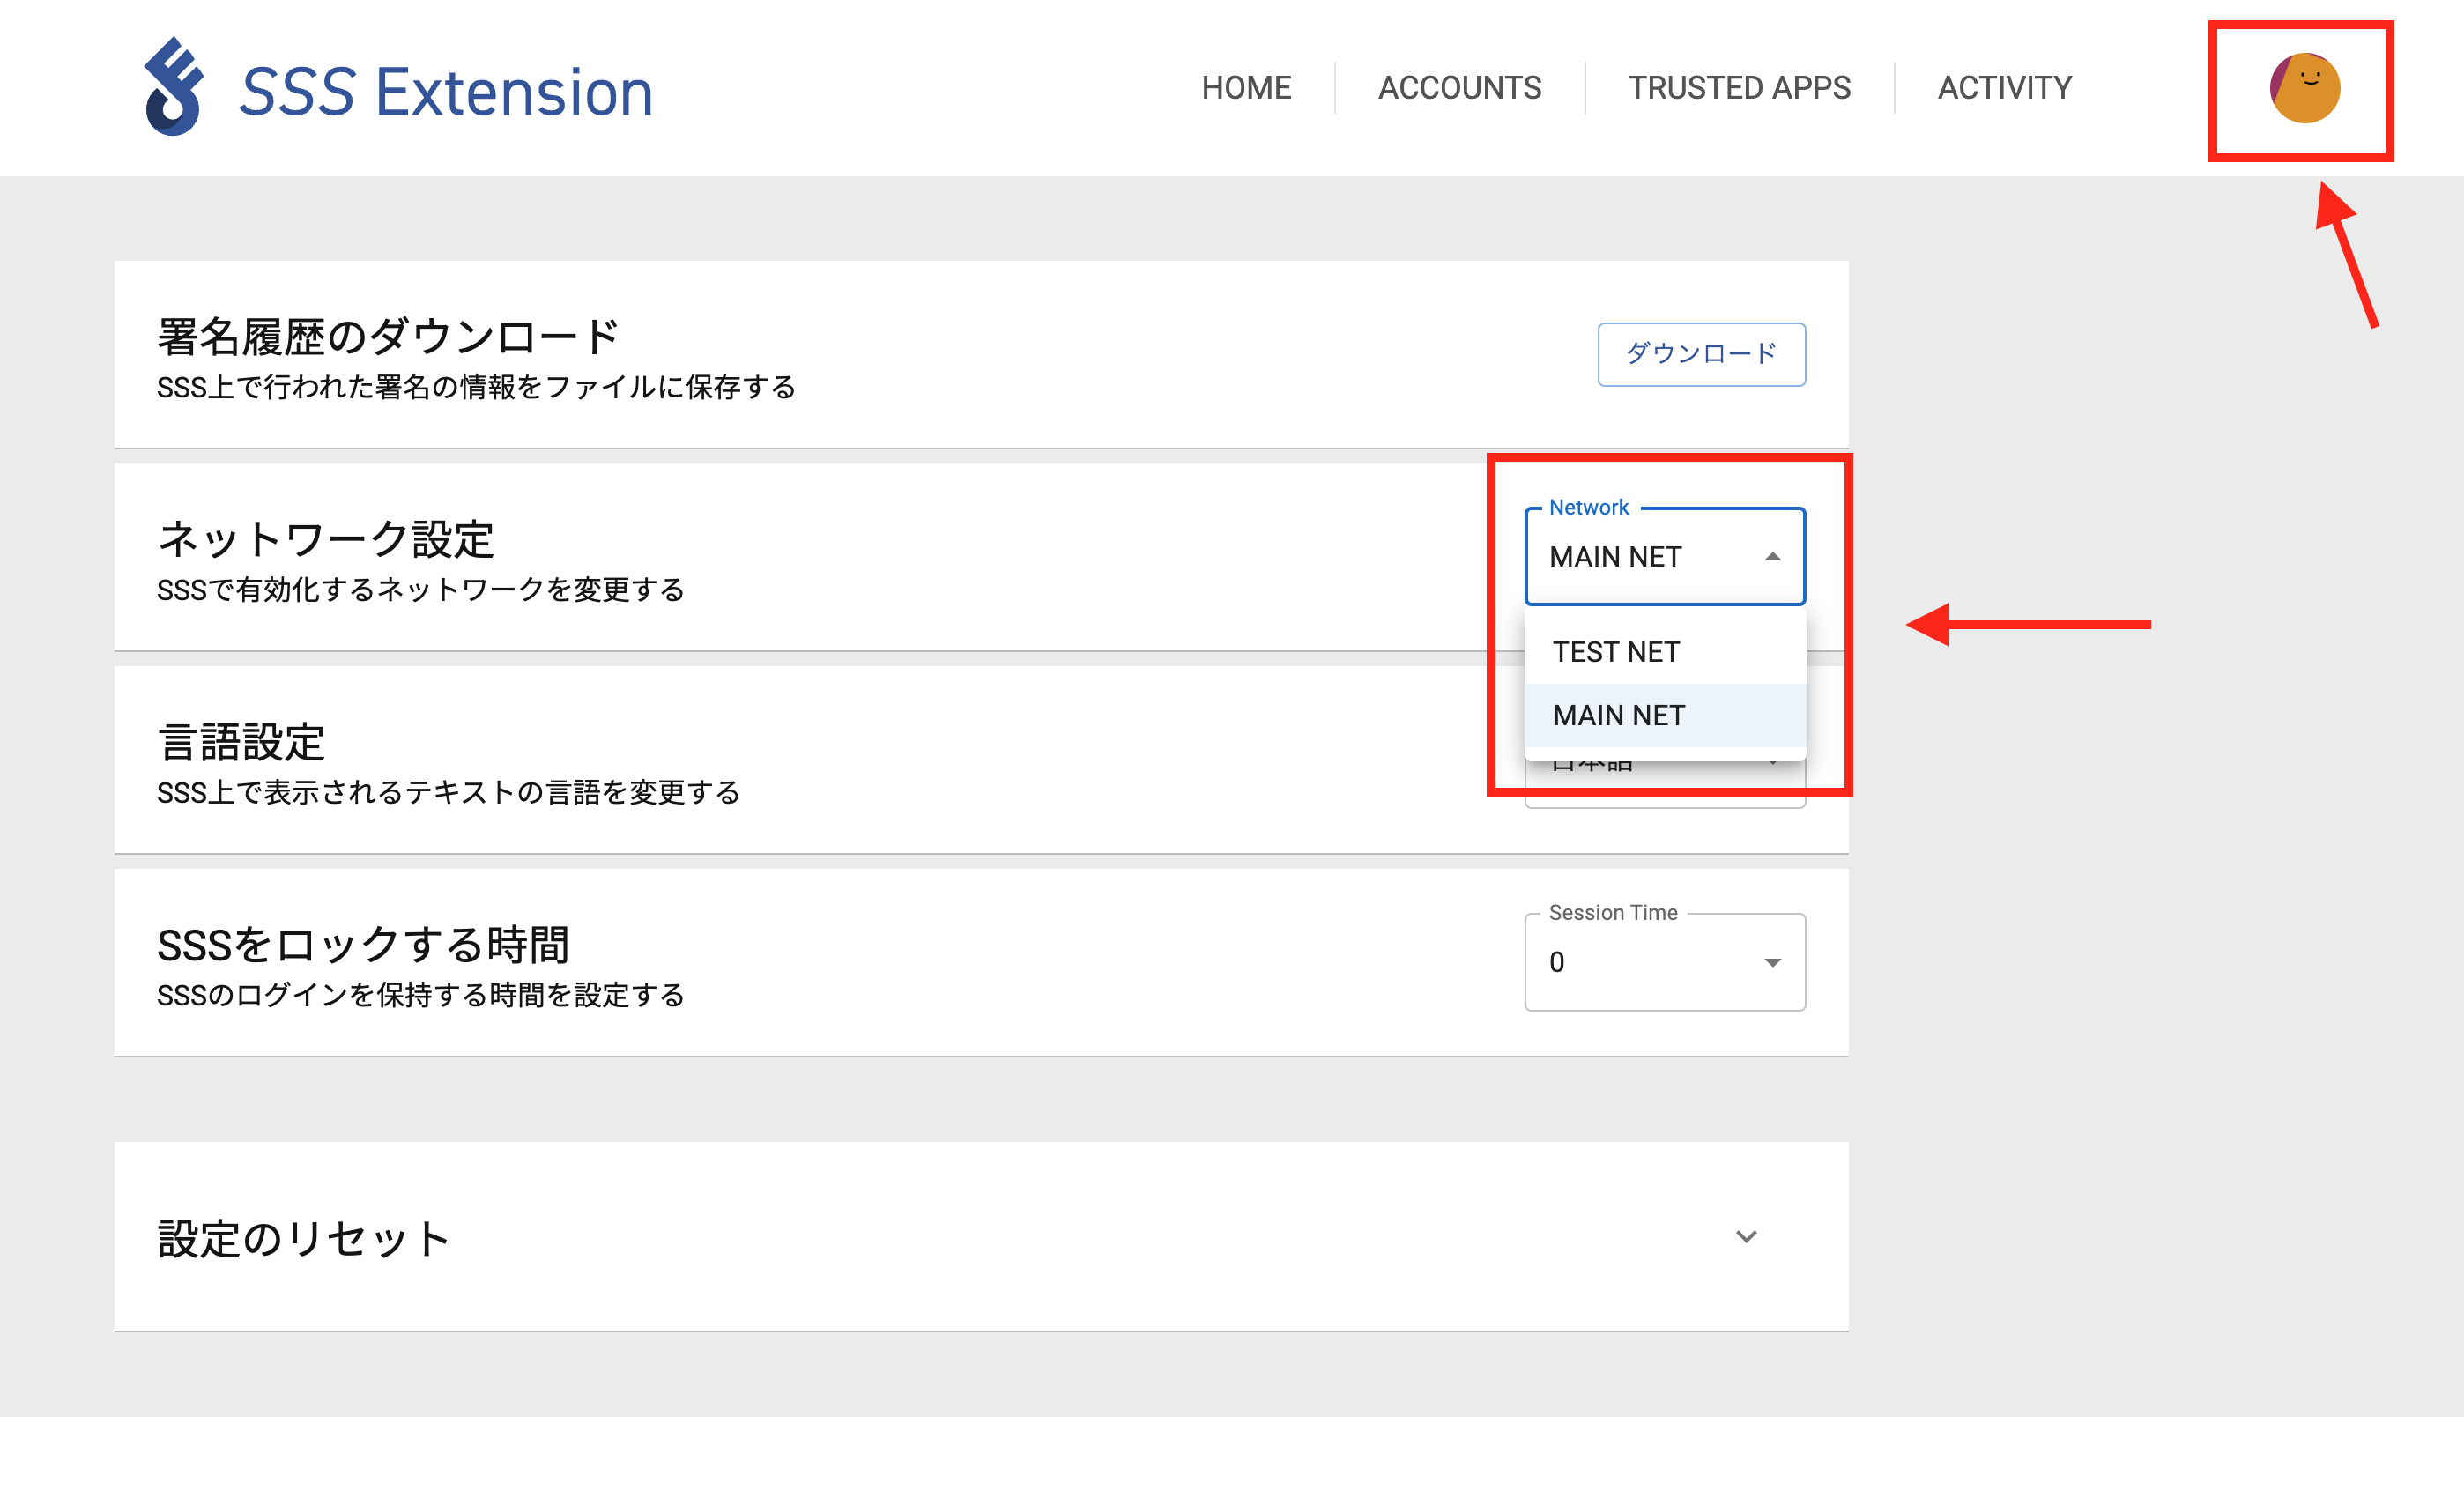 SSS Extension
HOME
ACCOUNTS
TRUSTED APPS
ACTIVITY
署名履歴のダウンロード
SSS上で行われた署名の情報をファイルに保存する
ダウンロード
ネットワーク設定
SSSで有効化するネットワークを変更する
Network
MAIN NET
TEST NET
MAIN NET
言語設定
SSS上で表示されるテキストの言語を変更する
日本語
SSSをロックする時間
SSSのログインを保持する時間を設定する
Session Time
0
設定のリセット